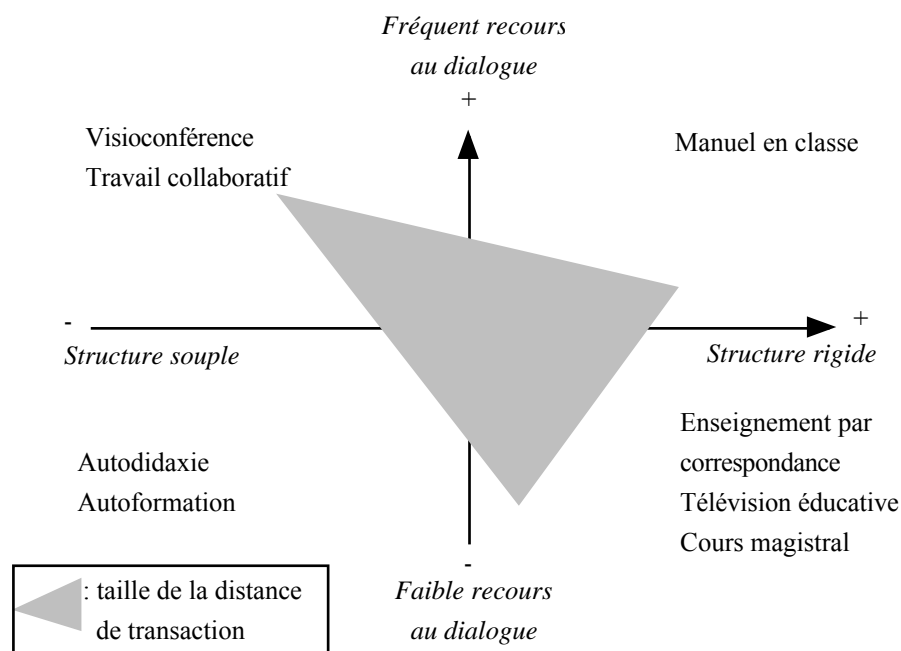 Fréquent recours
au dialogue
+
Visioconférence
Travail collaboratif
Manuel en classe
-
+
Structure souple
Structure rigide
Autodidaxie
Autoformation
Enseignement par
correspondance
Télévision éducative
Cours magistral
-
Faible recours
au dialogue
: taille de la distance
de transaction